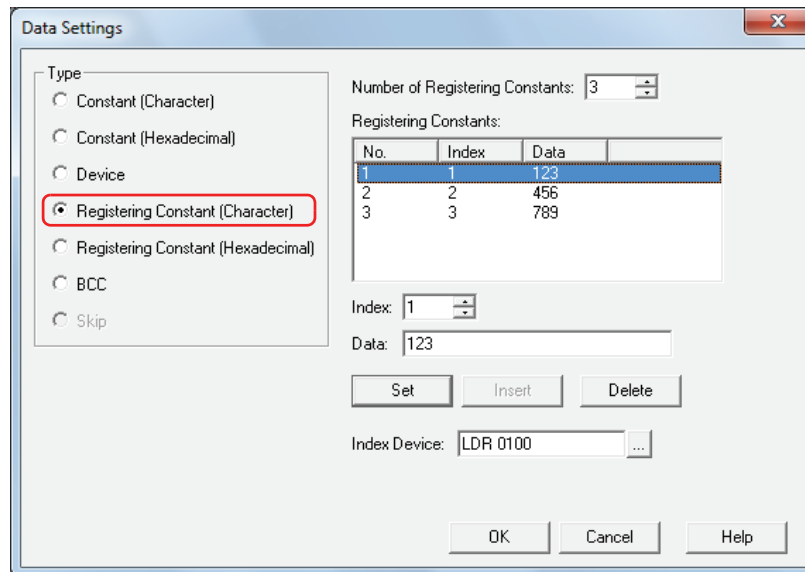 Data Settings
Type
Constant (Character)
Constant (Hexadecimal)
Device
Registering Constant (Character)
Registering Constant (Hexadecimal)
BCC
Skip
Number of Registering Constants: 3
Registering Constants:
No. Index Data
1 1 123
2 2 456
3 3 789
Index: 1
Data: 123
Set Insert Delete
Index Device: LDR 0100 ...
OK Cancel Help